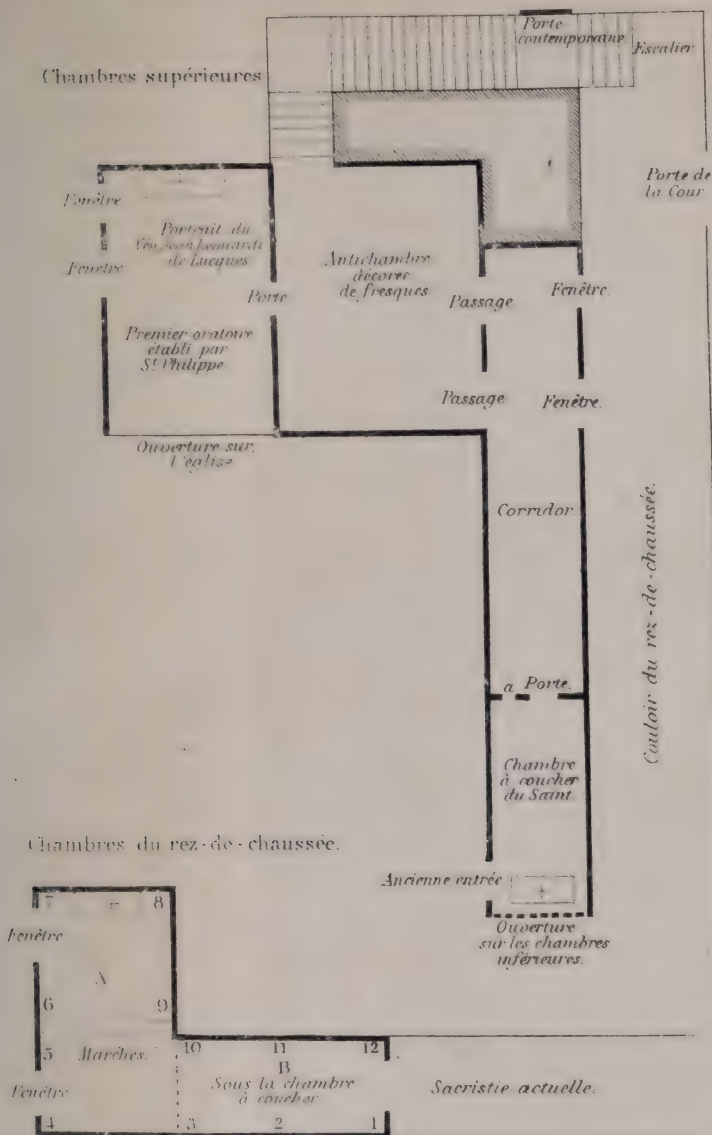 Porte
contemporaine.
Escalier
Chambres supérieures
Porte de
la Cour
Fenêtre
Portrait du
Leonardi
de Lucques
Fenêtre
Antichambre
décorée
de fresques
Porte
Passage.
Fenêtre.
Premier oratoire
établi par
St Philippe
Passage
Fenêtre.
Ouverture sur
l'église
Corridor.
Couloir du rez-de-chaussée.
a Porte.
Chambre
à coucher
du Saint
Chambres du rez-de-chaussée.
Ancienne entrée
+
Ouverture
sur les chambres
inférieures.
7 8
Fenêtre
A
6 9
5 Marches. 10 11 12
B
Sous la chambre
à coucher
Fenêtre
Sacristie actuelle.
4 3 2 1